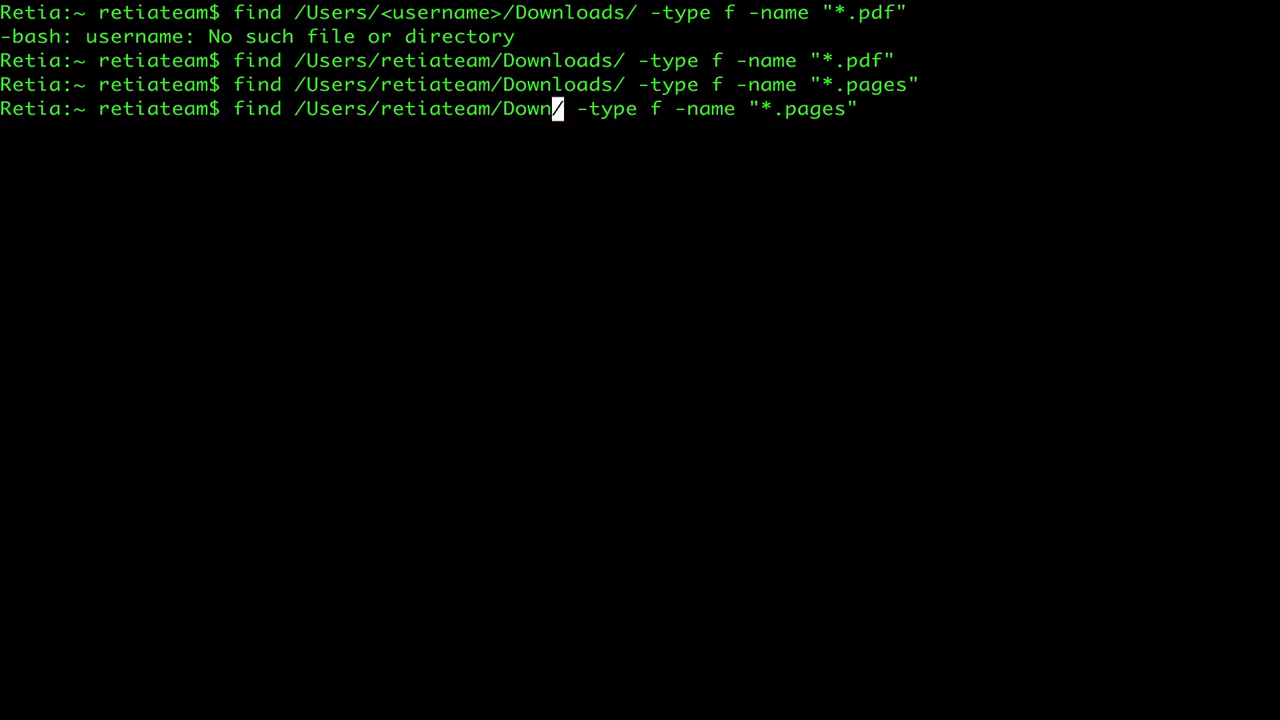 Retia:~ retiateam$ find /Users/<username>/Downloads/ -type f -name "*.pdf"
-bash: username: No such file or directory
Retia:~ retiateam$ find /Users/retiateam/Downloads/ -type f -name "*.pdf"
Retia:~ retiateam$ find /Users/retiateam/Downloads/ -type f -name "*.pages"
Retia:~ retiateam$ find /Users/retiateam/Down/ -type f -name "*.pages"